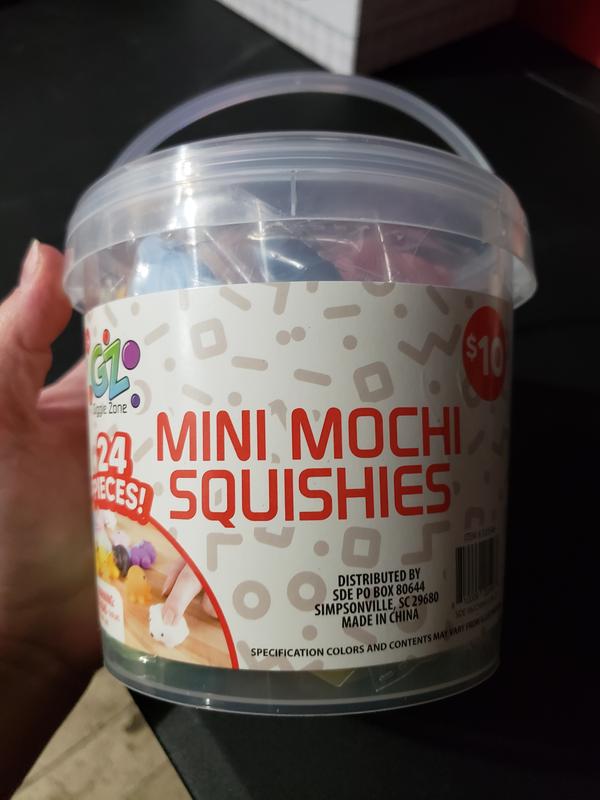 GZ
Giggle Zone
$10
MINI MOCHI
SQUISHIES
24
PIECES!
DISTRIBUTED BY
SDE PO BOX 80644
SIMPSONVILLE, SC 29680
MADE IN CHINA
SPECIFICATION COLORS AND CONTENTS MAY VARY FROM
WARNING: